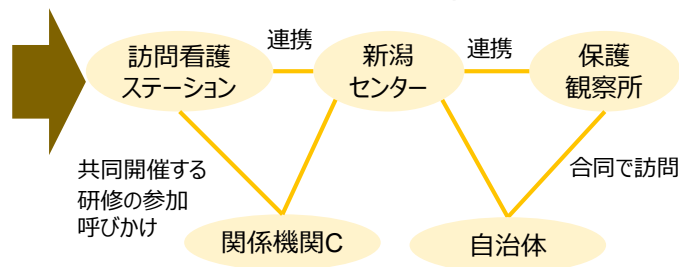 訪問看護
ステーション
連携
新潟
センター
連携
保護
観察所
共同開催する
研修の参加
呼びかけ
合同で訪問
関係機関C
自治体